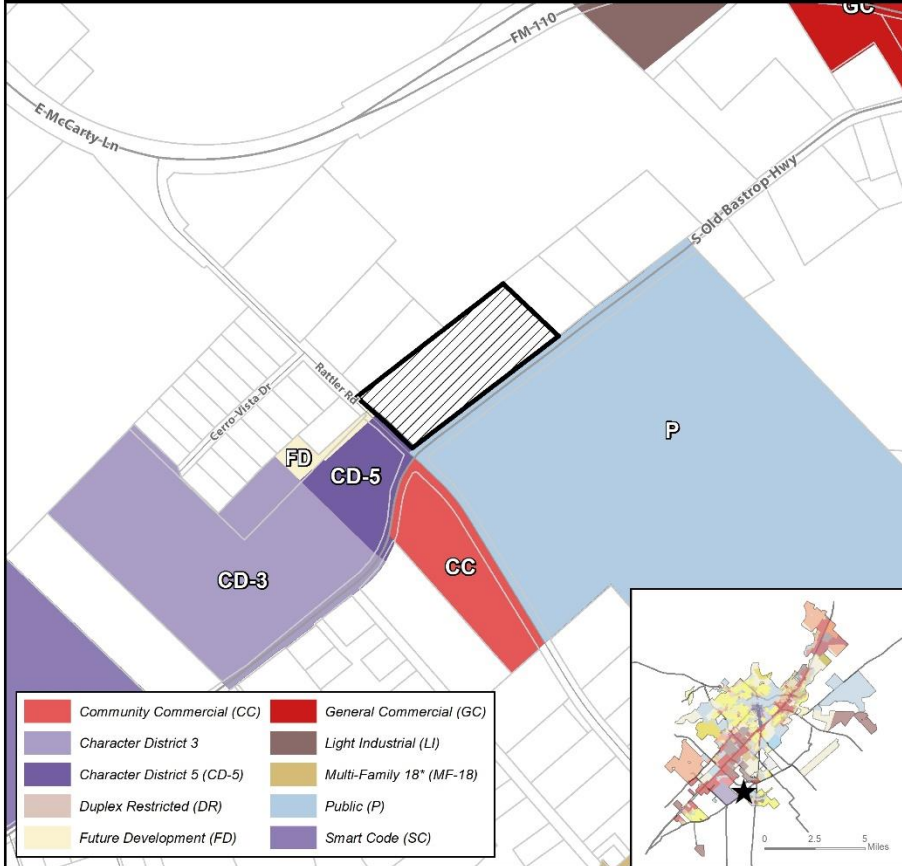 GC
FM 110
E McCarty Ln
S Old Bastrop Hwy
Rattler Rd
Cerro Vista Dr
P
FD
CD-5
CC
CD-3
Community Commercial (CC)
Character District 3
Character District 5 (CD-5)
Duplex Restricted (DR)
Future Development (FD)
General Commercial (GC)
Light Industrial (LI)
Multi-Family 18* (MF-18)
Public (P)
Smart Code (SC)
0 2.5 5
Miles